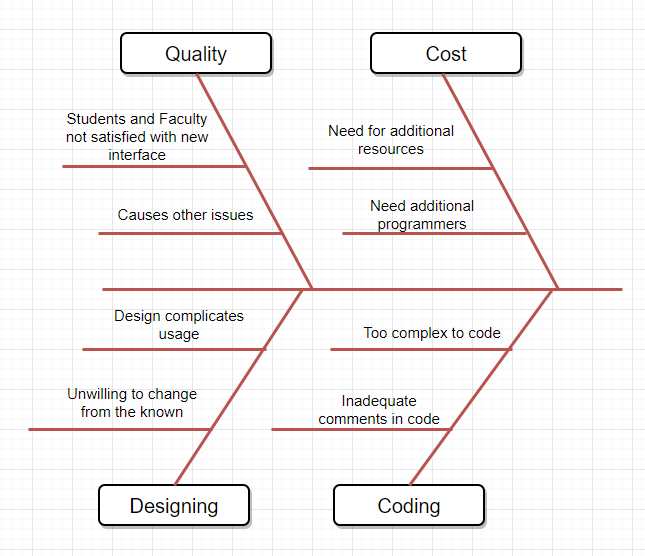 Quality
Cost
Students and Faculty
not satisfied with new
interface
Need for additional
resources
Causes other issues
Need additional
programmers
Design complicates
usage
Too complex to code
Unwilling to change
from the known
Inadequate
comments in code
Designing
Coding